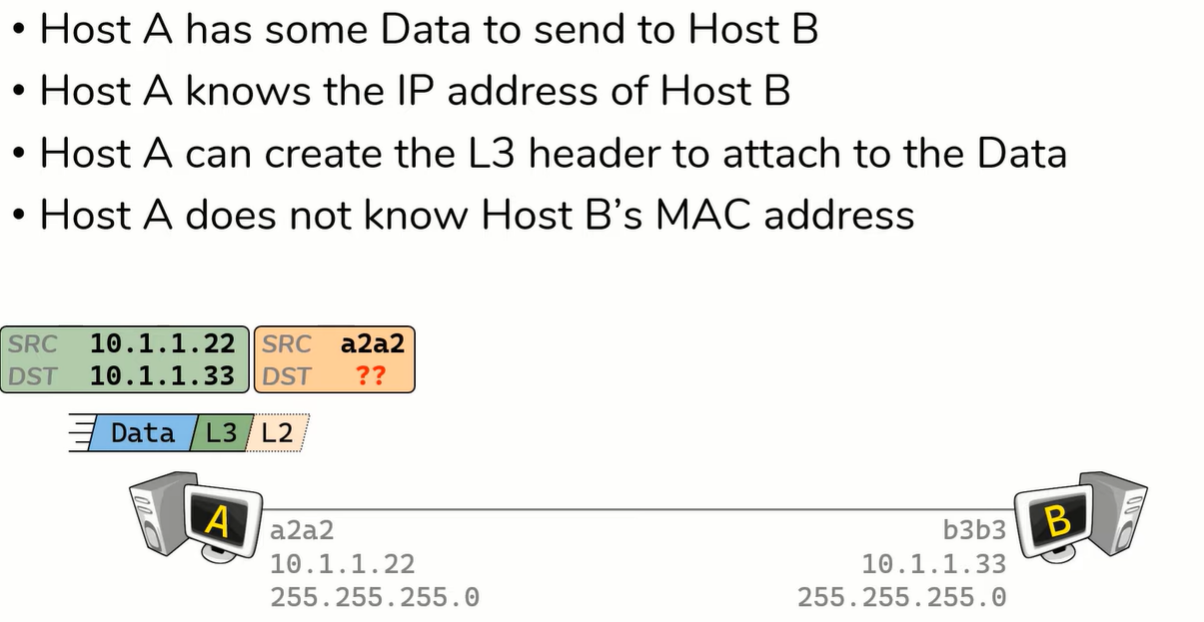 • Host A has some Data to send to Host B
• Host A knows the IP address of Host B
• Host A can create the L3 header to attach to the Data
• Host A does not know Host B’s MAC address
SRC 10.1.1.22 SRC a2a2
DST 10.1.1.33 DST ??
Data L3 L2
A B
a2a2 b3b3
10.1.1.22 10.1.1.33
255.255.255.0 255.255.255.0